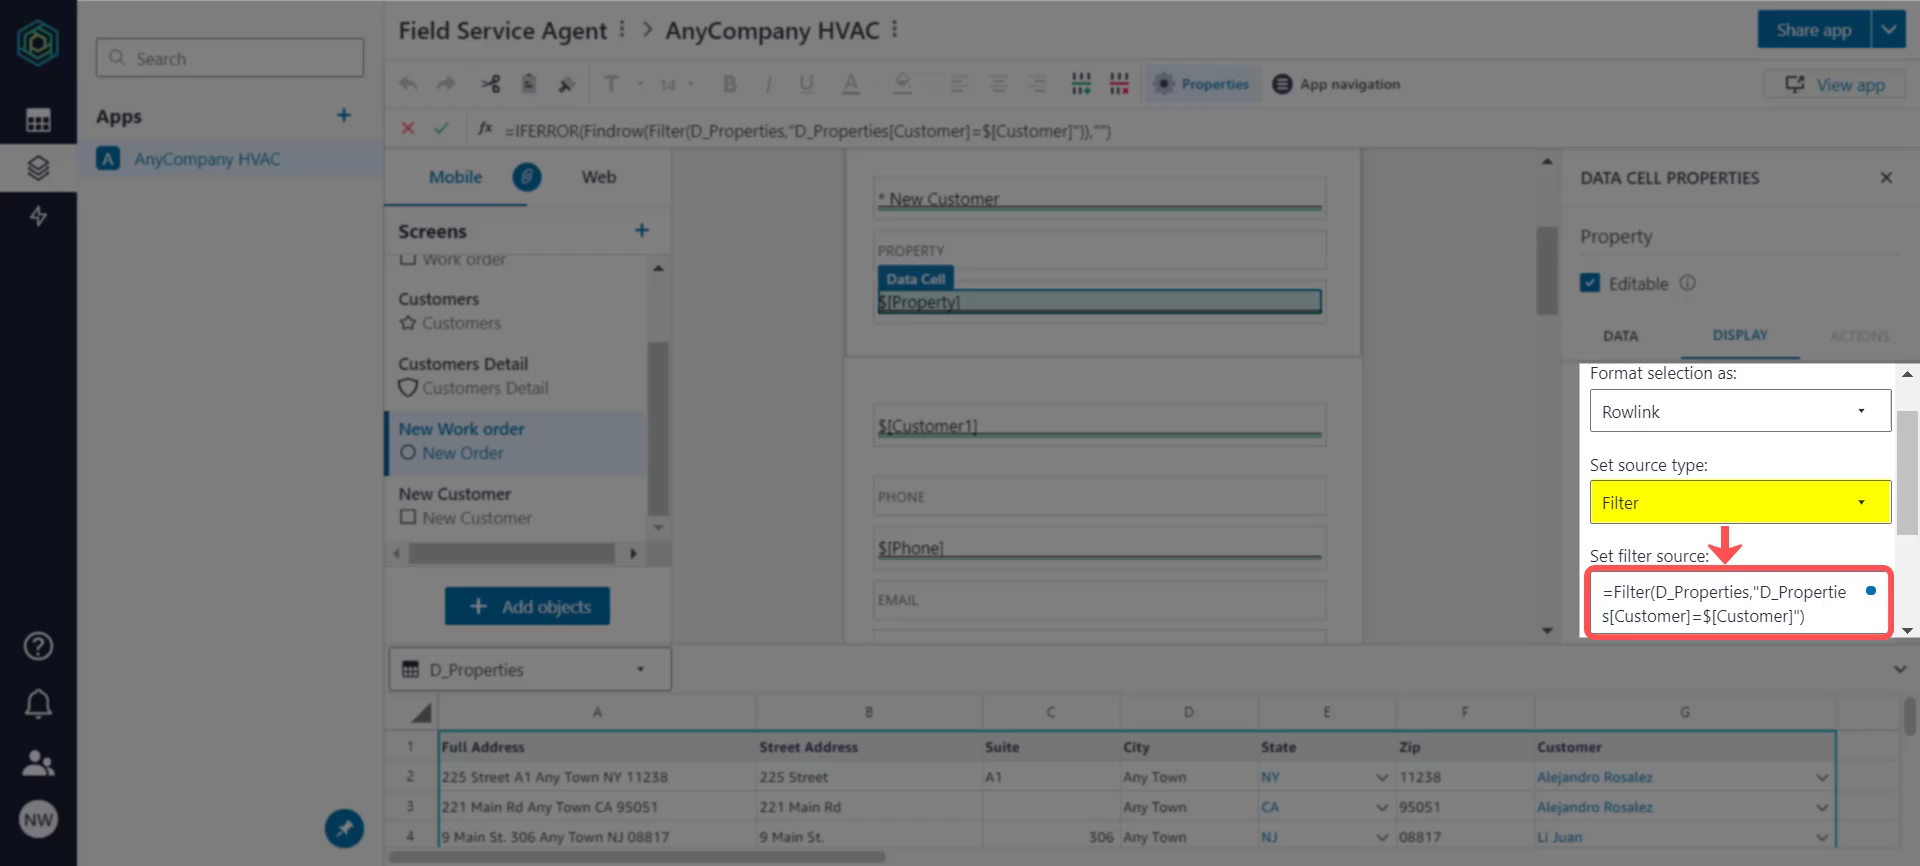 Field Service Agent > AnyCompany HVAC
Share app
Search
14
B I U A
Properties
App navigation
View app
Apps
A AnyCompany HVAC
fx =IFERROR(Findrow(Filter(D_Properties,"D_Properties[Customer]=$[Customer]")),"")
Mobile
Web
Screens
Work order
Customers
Customers
Customers Detail
Customers Detail
New Work order
New Order
New Customer
New Customer
Add objects
* New Customer
PROPERTY
Data Cell
$[Property]
$[Customer1]
PHONE
$[Phone]
EMAIL
DATA CELL PROPERTIES
Property
Editable
DATA DISPLAY ACTIONS
Format selection as:
Rowlink
Set source type:
Filter
Set filter source:
=Filter(D_Properties,"D_Propertie
s[Customer]=$[Customer]")
D_Properties
A B C D E F G
1 Full Address Street Address Suite City State Zip Customer
2 225 Street A1 Any Town NY 11238 225 Street A1 Any Town NY 11238 Alejandro Rosalez
3 221 Main Rd Any Town CA 95051 221 Main Rd Any Town CA 95051 Alejandro Rosalez
4 9 Main St. 306 Any Town NJ 08817 9 Main St. 306 Any Town NJ 08817 Li Juan
NW